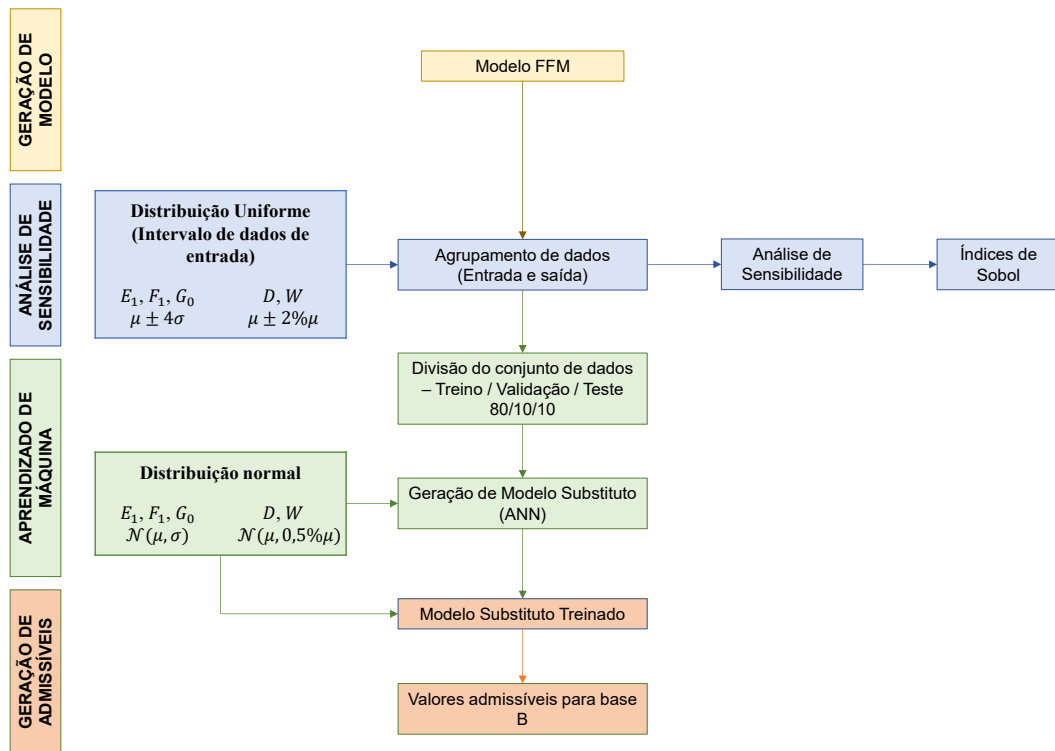 GERAÇÃO DE
MODELO
Modelo FFM
ANÁLISE DE
SENSIBILIDADE
Distribuição Uniforme
(Intervalo de dados de
entrada)
𝐸₁, 𝐹₁, 𝐺₀
𝐷, 𝑊
𝜇 ± 4𝜎
𝜇 ± 2%𝜇
Agrupamento de dados
(Entrada e saída)
Análise de
Sensibilidade
Índices de
Sobol
APRENDIZADO DE
MÁQUINA
Divisão do conjunto de dados
– Treino / Validação / Teste
80/10/10
Distribuição normal
𝐸₁, 𝐹₁, 𝐺₀
𝐷, 𝑊
𝒩(𝜇, 𝜎)
𝒩(𝜇, 0,5%𝜇)
Geração de Modelo Substituto
(ANN)
GERAÇÃO DE
ADMISSÍVEIS
Modelo Substituto Treinado
Valores admissíveis para base
B